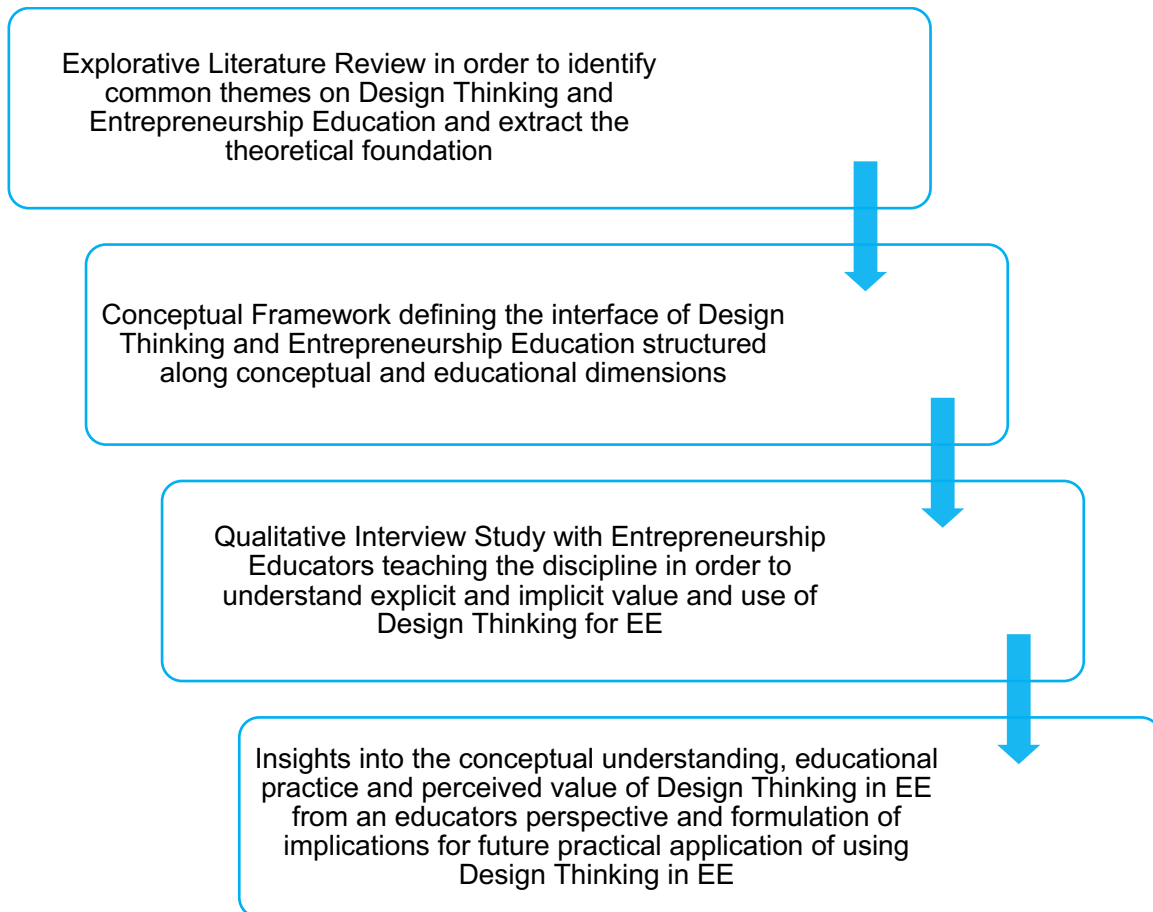 Explorative Literature Review in order to identify
common themes on Design Thinking and
Entrepreneurship Education and extract the
theoretical foundation
Conceptual Framework defining the interface of Design
Thinking and Entrepreneurship Education structured
along conceptual and educational dimensions
Qualitative Interview Study with Entrepreneurship
Educators teaching the discipline in order to
understand explicit and implicit value and use of
Design Thinking for EE
Insights into the conceptual understanding, educational
practice and perceived value of Design Thinking in EE
from an educators perspective and formulation of
implications for future practical application of using
Design Thinking in EE